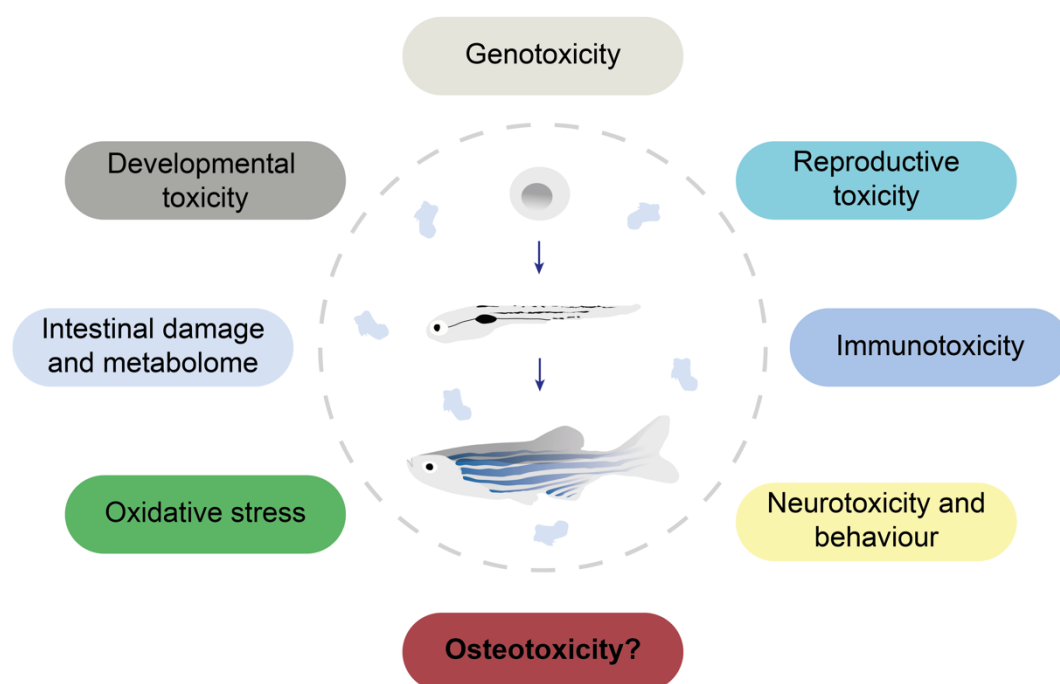 Genotoxicity
Developmental
toxicity
Reproductive
toxicity
Intestinal damage
and metabolome
Immunotoxicity
Oxidative stress
Neurotoxicity and
behaviour
Osteotoxicity?